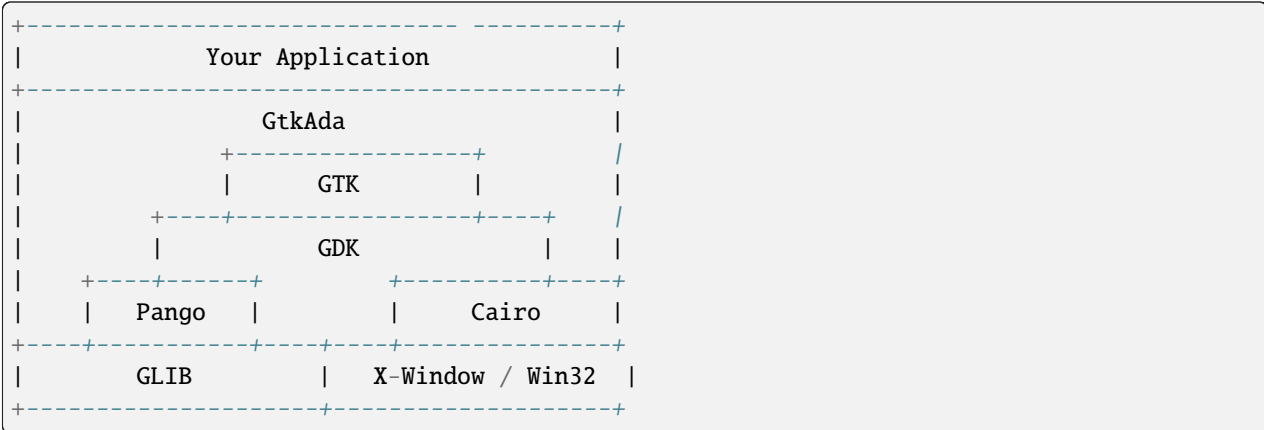 +------------------------------- ----------+
|             Your Application             |
+------------------------------------------+
|                 GtkAda                   |
|              +-----------------+         |
|              |      GTK        |         |
|         +----+-----------------+----+    |
|         |           GDK             |    |
|    +----+------+         +----------+----+
|    |   Pango   |         |     Cairo     |
+----+-----------+----+----+---------------+
|        GLIB         |   X-Window / Win32  |
+---------------------+--------------------+